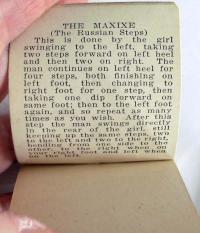 THE MAXIXE
(The Russian Steps)
This is done by the girl
swinging to the left, taking
two steps forward on left heel
and then two on right. The
man continues on left heel for
four steps, both finishing on
eft foot, then changing to
right foot for one step, then
taking one dip forward on
same foot; then to the left foot
again, and so repeat as many
times as you wish. After this
step the man swings directly
in the rear of the girl, still
keeping up the same steps, two
to the left and two to the right,
bending from one side to the
other, to the right when on
your right foot and left when
on the left.